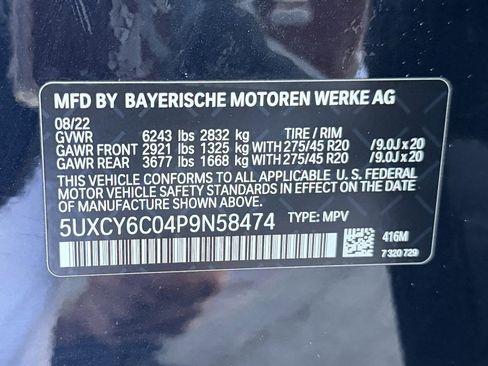 MFD BY BAYERISCHE MOTOREN WERKE AG
08/22
GVWR 6243 lbs 2832 kg TIRE / RIM
GAWR FRONT 2921 lbs 1325 kg WITH 275/45 R20 /9.0J x 20
GAWR REAR 3677 lbs 1668 kg WITH 275/45 R20 /9.0J x 20
THIS VEHICLE CONFORMS TO ALL APPLICABLE U. S. FEDERAL
MOTOR VEHICLE SAFETY STANDARDS IN EFFECT ON THE DATE OF
MANUFACTURE SHOWN ABOVE.
5UXCY6C04P9N58474 TYPE: MPV
416M
7 320 729